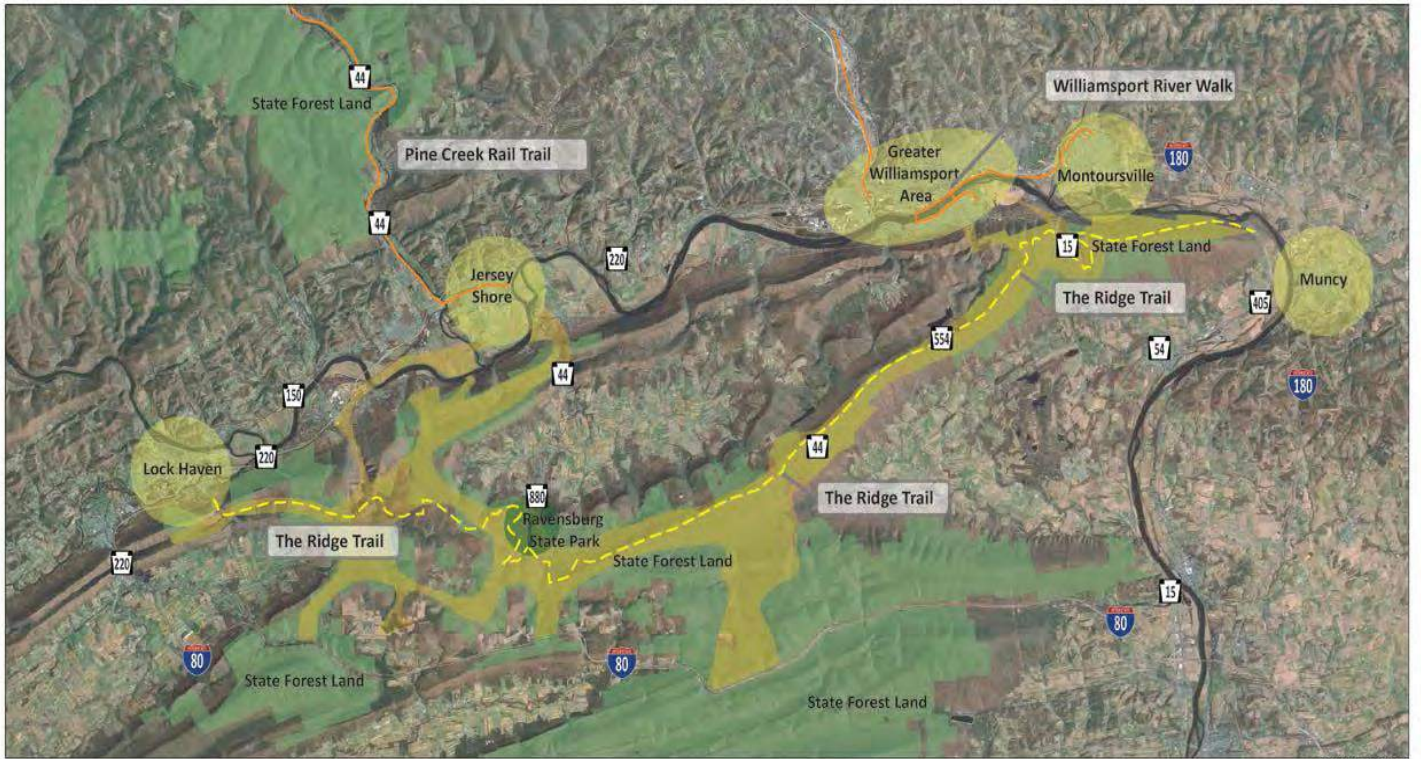 44
State Forest Land
Pine Creek Rail Trail
44
Williamsport River Walk
Greater
Williamsport
Area
Montoursville
180
15
State Forest Land
Muncy
The Ridge Trail
405
Jersey
Shore
220
554
54
180
44
150
Lock Haven
220
44
The Ridge Trail
880
Ravensburg
State Park
The Ridge Trail
220
State Forest Land
15
80
80
80
State Forest Land
State Forest Land